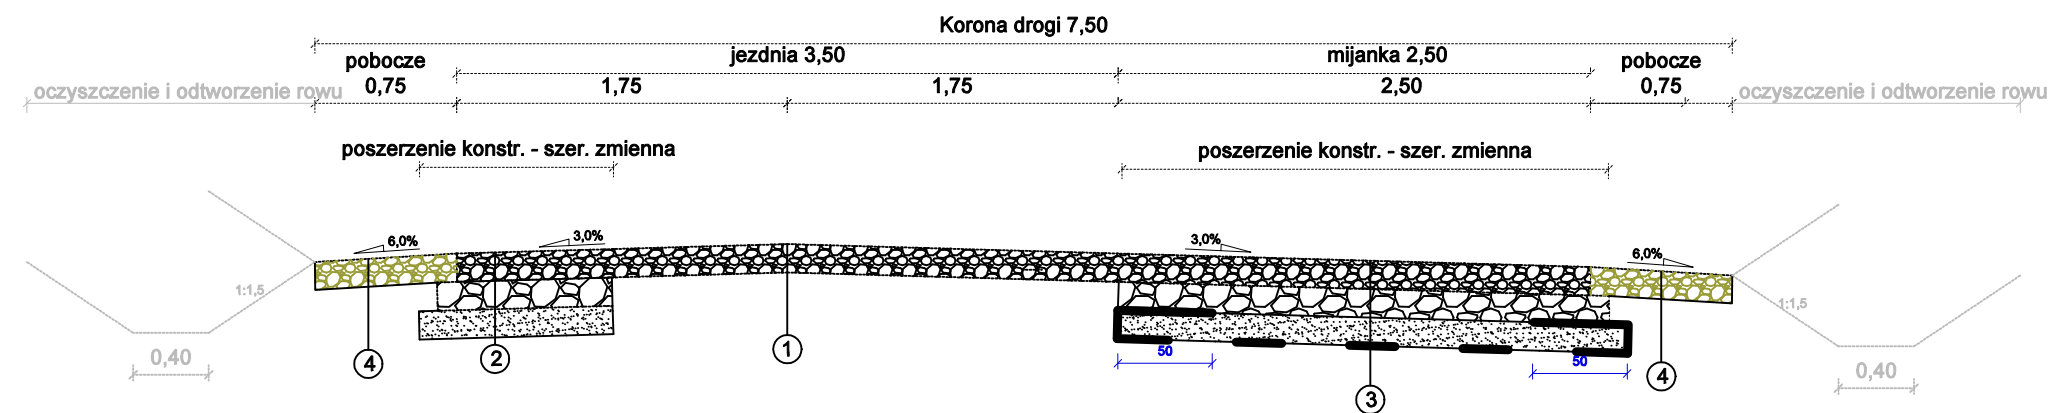 Korona drogi 7,50
jezdnia 3,50
mijanka 2,50
pobocze
pobocze
oczyszczenie i odtworzenie rowu
0,75
1,75
1,75
2,50
0,75
oczyszczenie i odtworzenie rowu
poszerzenie konstr. - szer. zmienna
poszerzenie konstr. - szer. zmienna
6,0%
3,0%
3,0%
6,0%
1:1,5
1:1,5
0,40
4
2
1
50
3
50
4
0,40